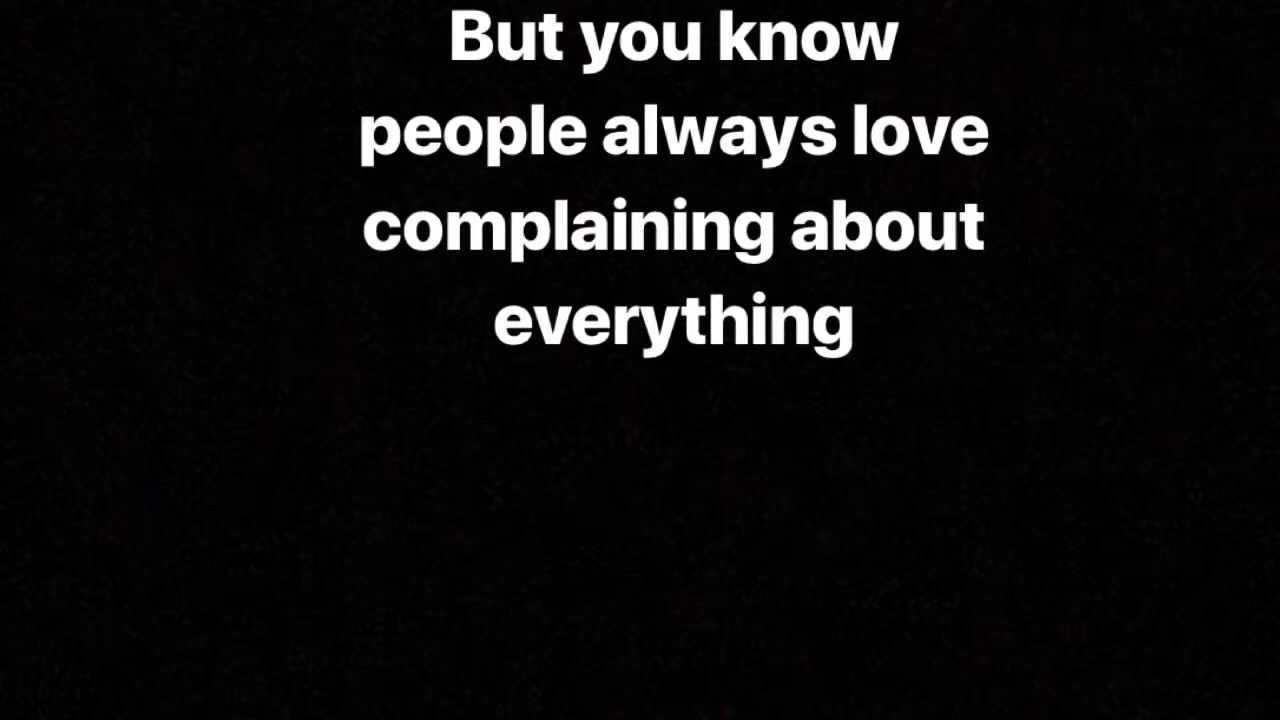 But you know
people always love
complaining about
everything